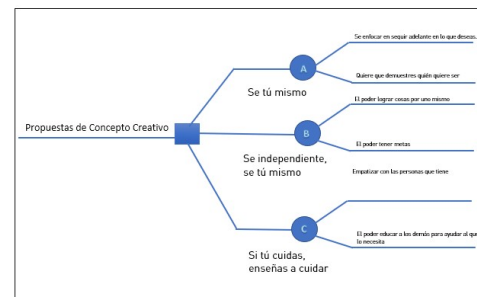 Propuestas de Concepto Creativo
A
Se tú mismo
Se enfocar en seguir adelante en lo que deseas.
Quiere que demuestres quién quiere ser
B
Se independiente,
se tú mismo
El poder lograr cosas por uno mismo
El poder tener metas
C
Si tú cuidas,
enseñas a cuidar
Empatizar con las personas que tiene
El poder educar a los demás para ayudar al que
lo necesita